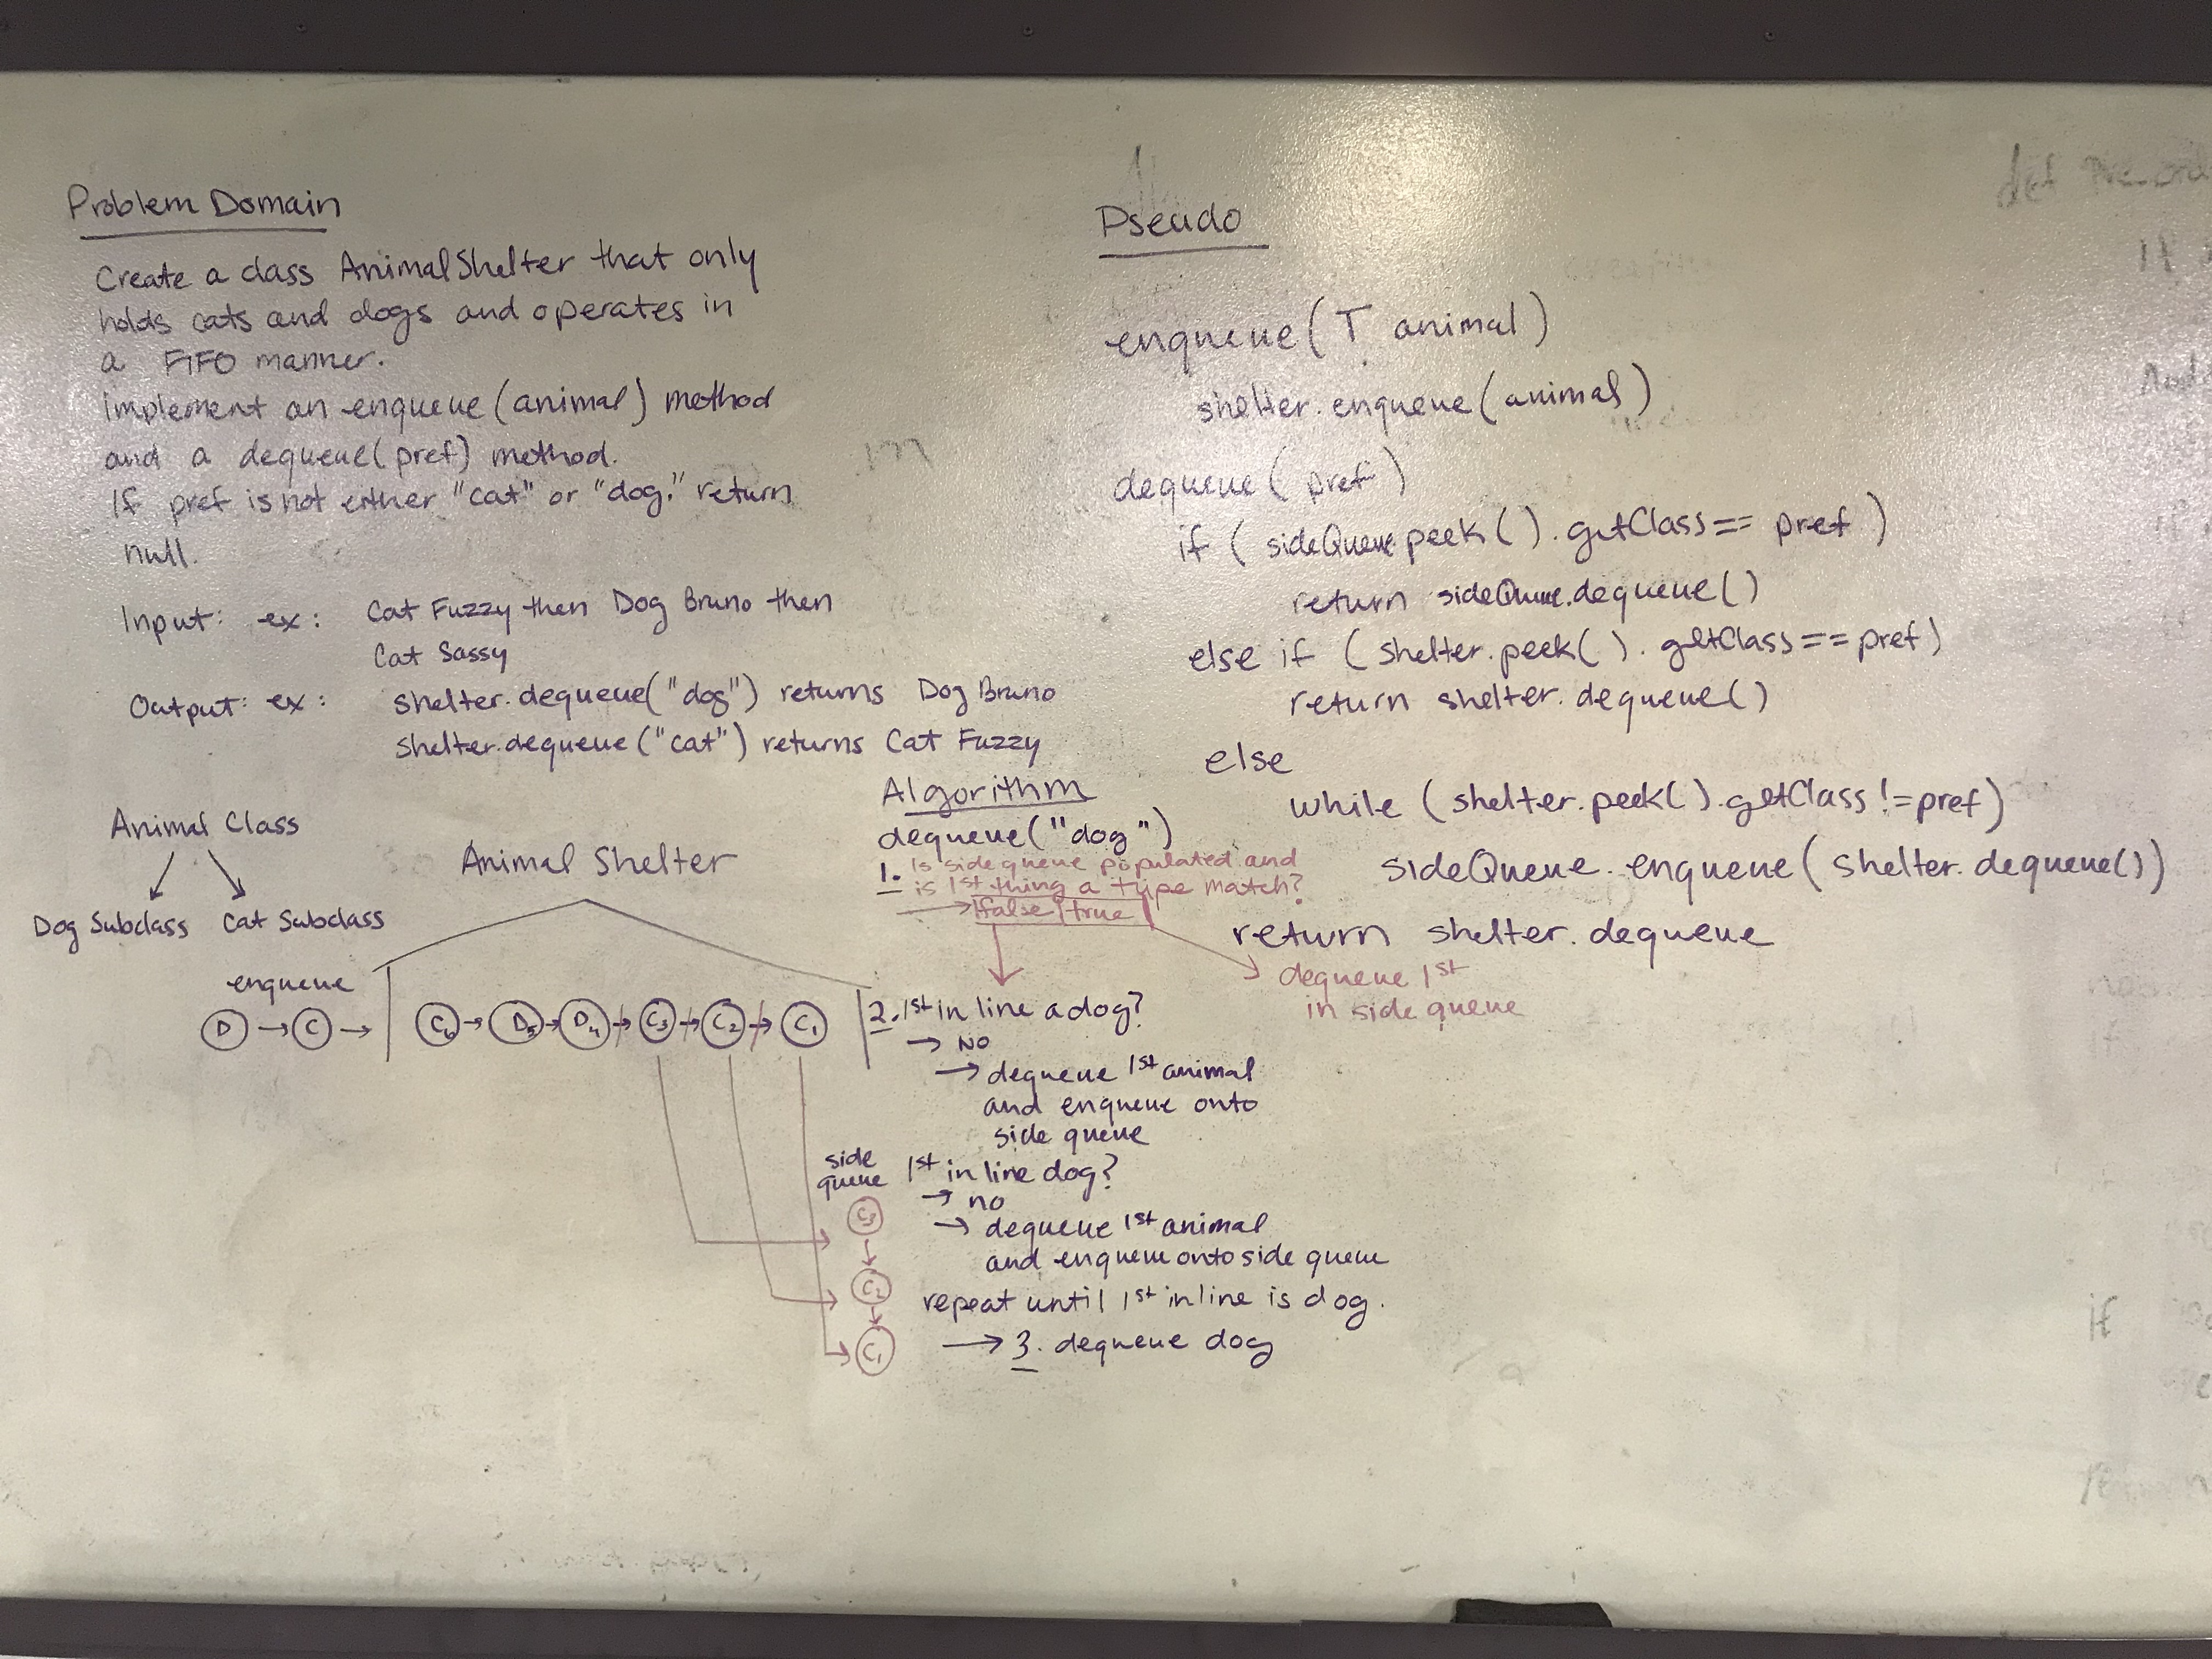 Problem Domain
Create a class AnimalShelter that only
holds cats and dogs and operates in
a FIFO manner.
implement an enqueue(animal) method
and a dequeue(pref) method.
If pref is not either "cat" or "dog," return
null.
Input: ex: Cat Fuzzy then Dog Bruno then
Cat Sassy
Output: ex: shelter.dequeue("dog") returns Dog Bruno
shelter.dequeue("cat") returns Cat Fuzzy
Animal Class
Dog Subclass Cat Subclass
Animal Shelter
enqueue
D → C → C6 → D5 → D4 → C3 → C2 → C1
side
queue
C3
C2
C1
Algorithm
dequeue("dog")
1. Is side queue populated and
is 1st thing a type match?
→ false | true
dequeue 1st
in side queue
2. 1st in line a dog?
→ NO
→ dequeue 1st animal
and enqueue onto
side queue
1st in line dog?
→ no
→ dequeue 1st animal
and enqueue onto side queue
repeat until 1st in line is dog.
→ 3. dequeue dog
Pseudo
enqueue(T animal)
shelter.enqueue(animal)
dequeue(pref)
if (sideQueue.peek().getClass== pref)
return sideQueue.dequeue()
else if (shelter.peek().getClass==pref)
return shelter.dequeue()
else
while (shelter.peek().getClass!=pref)
sideQueue.enqueue(shelter.dequeue())
return shelter.dequeue
def
if